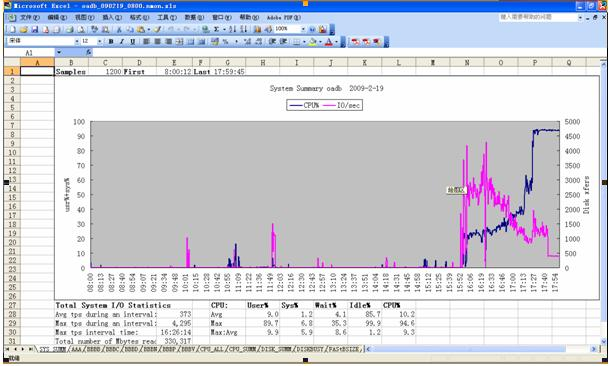 Microsoft Excel - oadb_090219_0800.nmon.xls
文件(F) 编辑(E) 视图(V) 插入(I) 格式(O) 工具(T) 数据(D) 窗口(W) 帮助(H) Adobe PDF(B)
键入需要帮助的问题
100%
宋体 12 B I U
A1 fx
A B C D E F G H I J K L M N O P Q
1 Samples 1200 First 8:00:12 Last 17:59:45
System Summary oadb 2009-2-19
CPU% IO/sec
usr%+sys%
100 90 80 70 60 50 40 30 20 10 0
Disk xfers
5000 4500 4000 3500 3000 2500 2000 1500 1000 500 0
绘图区
08:00 08:13 08:27 08:40 08:54 09:07 09:21 09:34 09:48 10:01 10:15 10:28 10:42 10:55 11:09 11:22 11:36 11:49 12:03 12:16 12:30 12:43 12:57 13:10 13:24 13:37 13:51 14:04 14:18 14:31 14:45 14:58 15:12 15:25 15:39 15:52 16:06 16:19 16:33 16:46 17:00 17:13 17:27 17:40 17:54
27 Total System I/O Statistics CPU: User% Sys% Wait% Idle% CPU%
28 Avg tps during an interval: 373 Avg 9.0 1.2 4.1 85.7 10.2
29 Max tps during an interval: 4,295 Max 89.7 6.8 35.3 99.9 94.6
30 Max tps interval time: 16:26:14 Max:Avg 9.9 5.9 8.6 1.2 9.3
31 Total number of Mbytes read 330,317
SYS_SUMM / AAA / BBBB / BBBC / BBBD / BBBN / BBBP / BBBV / CPU_ALL / CPU_SUMM / DISK_SUMM / DISKBUSY / PASTBSIZE
就绪